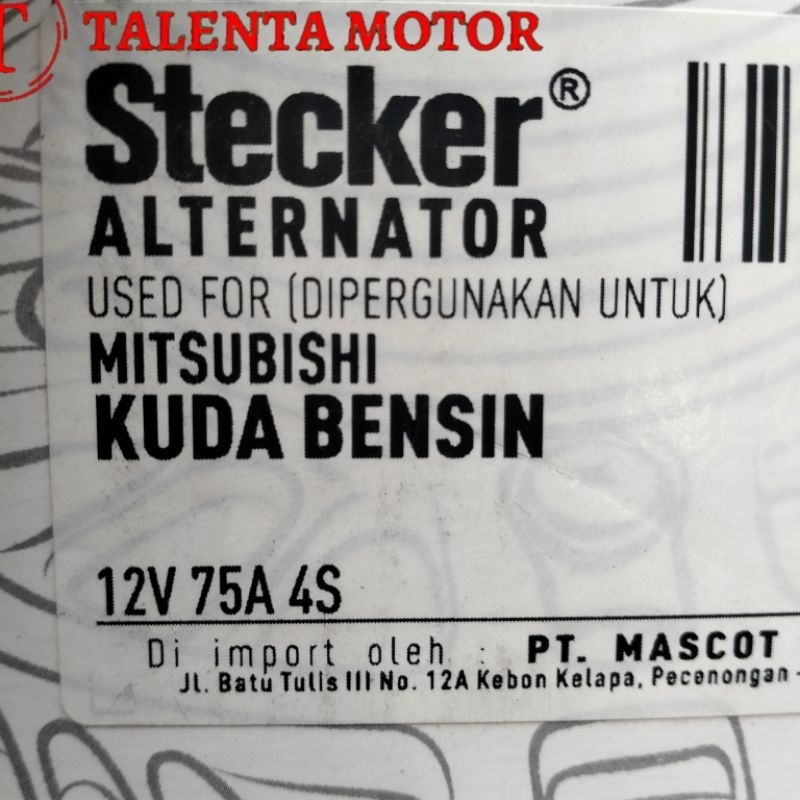 T TALENTA MOTOR
Stecker®
ALTERNATOR
USED FOR (DIPERGUNAKAN UNTUK)
MITSUBISHI
KUDA BENSIN
12V 75A 4S
Di import oleh : PT. MASCOT
Jl. Batu Tulis III No. 12A Kebon Kelapa, Pecenongan -